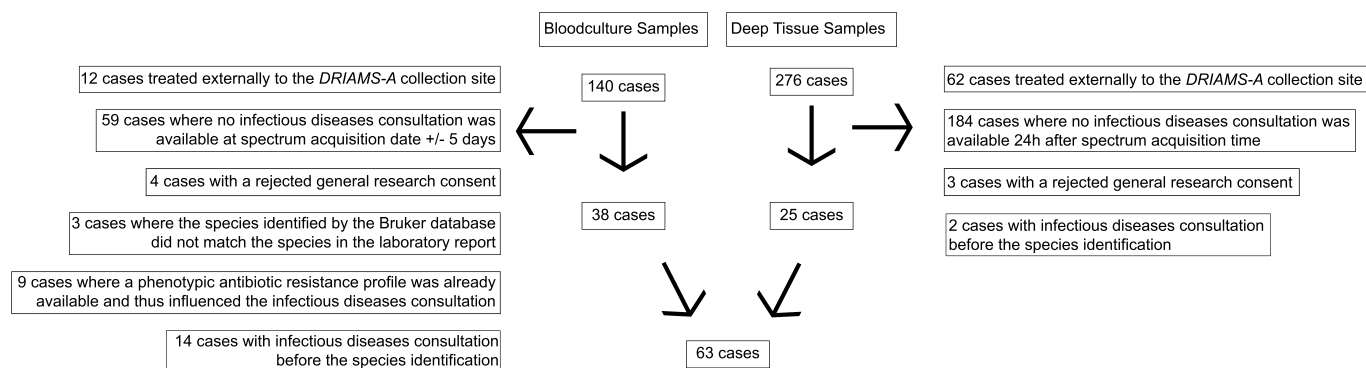 Bloodculture Samples
Deep Tissue Samples
12 cases treated externally to the DRIAMS-A collection site
140 cases
276 cases
62 cases treated externally to the DRIAMS-A collection site
59 cases where no infectious diseases consultation was
available at spectrum acquisition date +/- 5 days
184 cases where no infectious diseases consultation was
available 24h after spectrum acquisition time
4 cases with a rejected general research consent
3 cases with a rejected general research consent
3 cases where the species identified by the Bruker database
did not match the species in the laboratory report
38 cases
25 cases
2 cases with infectious diseases consultation
before the species identification
9 cases where a phenotypic antibiotic resistance profile was already
available and thus influenced the infectious diseases consultation
14 cases with infectious diseases consultation
before the species identification
63 cases